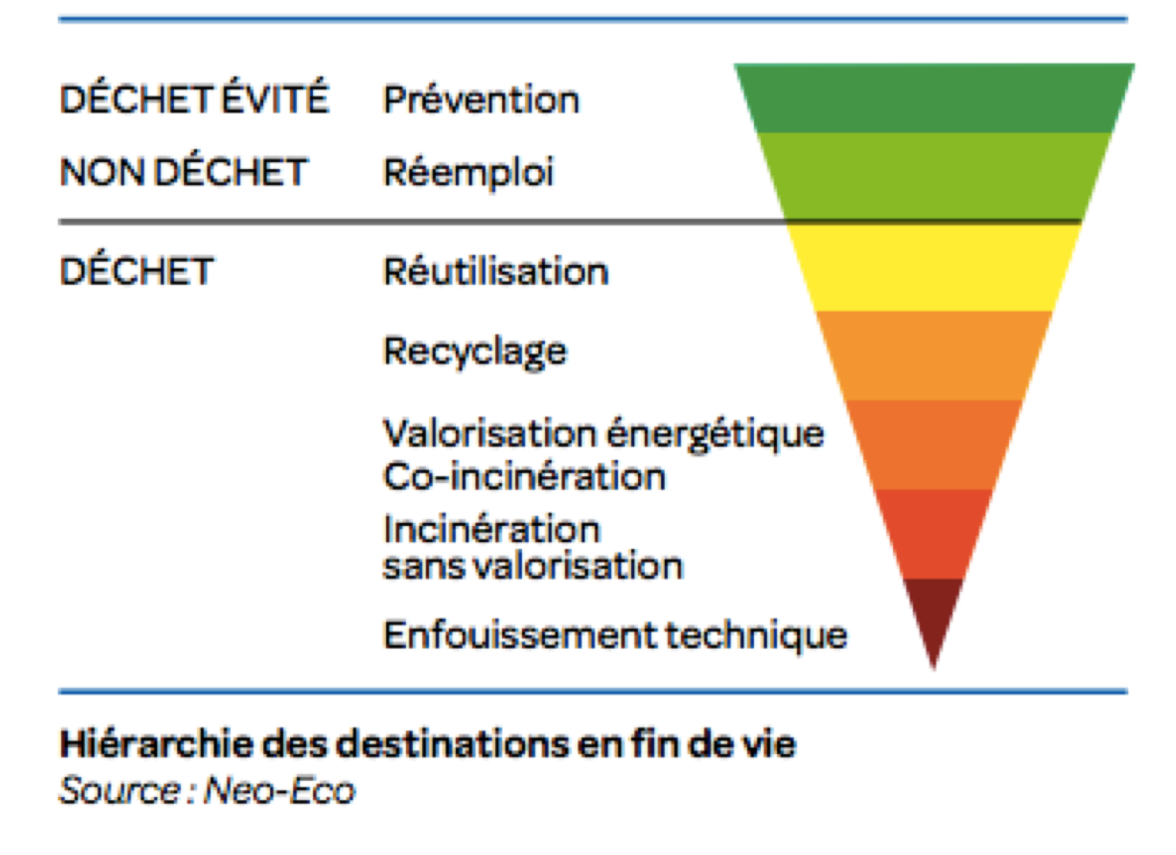 DÉCHET ÉVITÉ Prévention
NON DÉCHET Réemploi
DÉCHET Réutilisation
Recyclage
Valorisation énergétique
Co-incinération
Incinération
sans valorisation
Enfouissement technique
Hiérarchie des destinations en fin de vie
Source : Neo-Eco